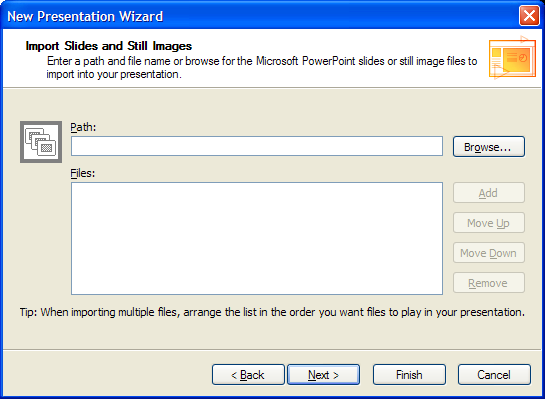 New Presentation Wizard
Import Slides and Still Images
Enter a path and file name or browse for the Microsoft PowerPoint slides or still image files to
import into your presentation.
Path:
Browse...
Files:
Add
Move Up
Move Down
Remove
Tip: When importing multiple files, arrange the list in the order you want files to play in your presentation.
< Back
Next >
Finish
Cancel